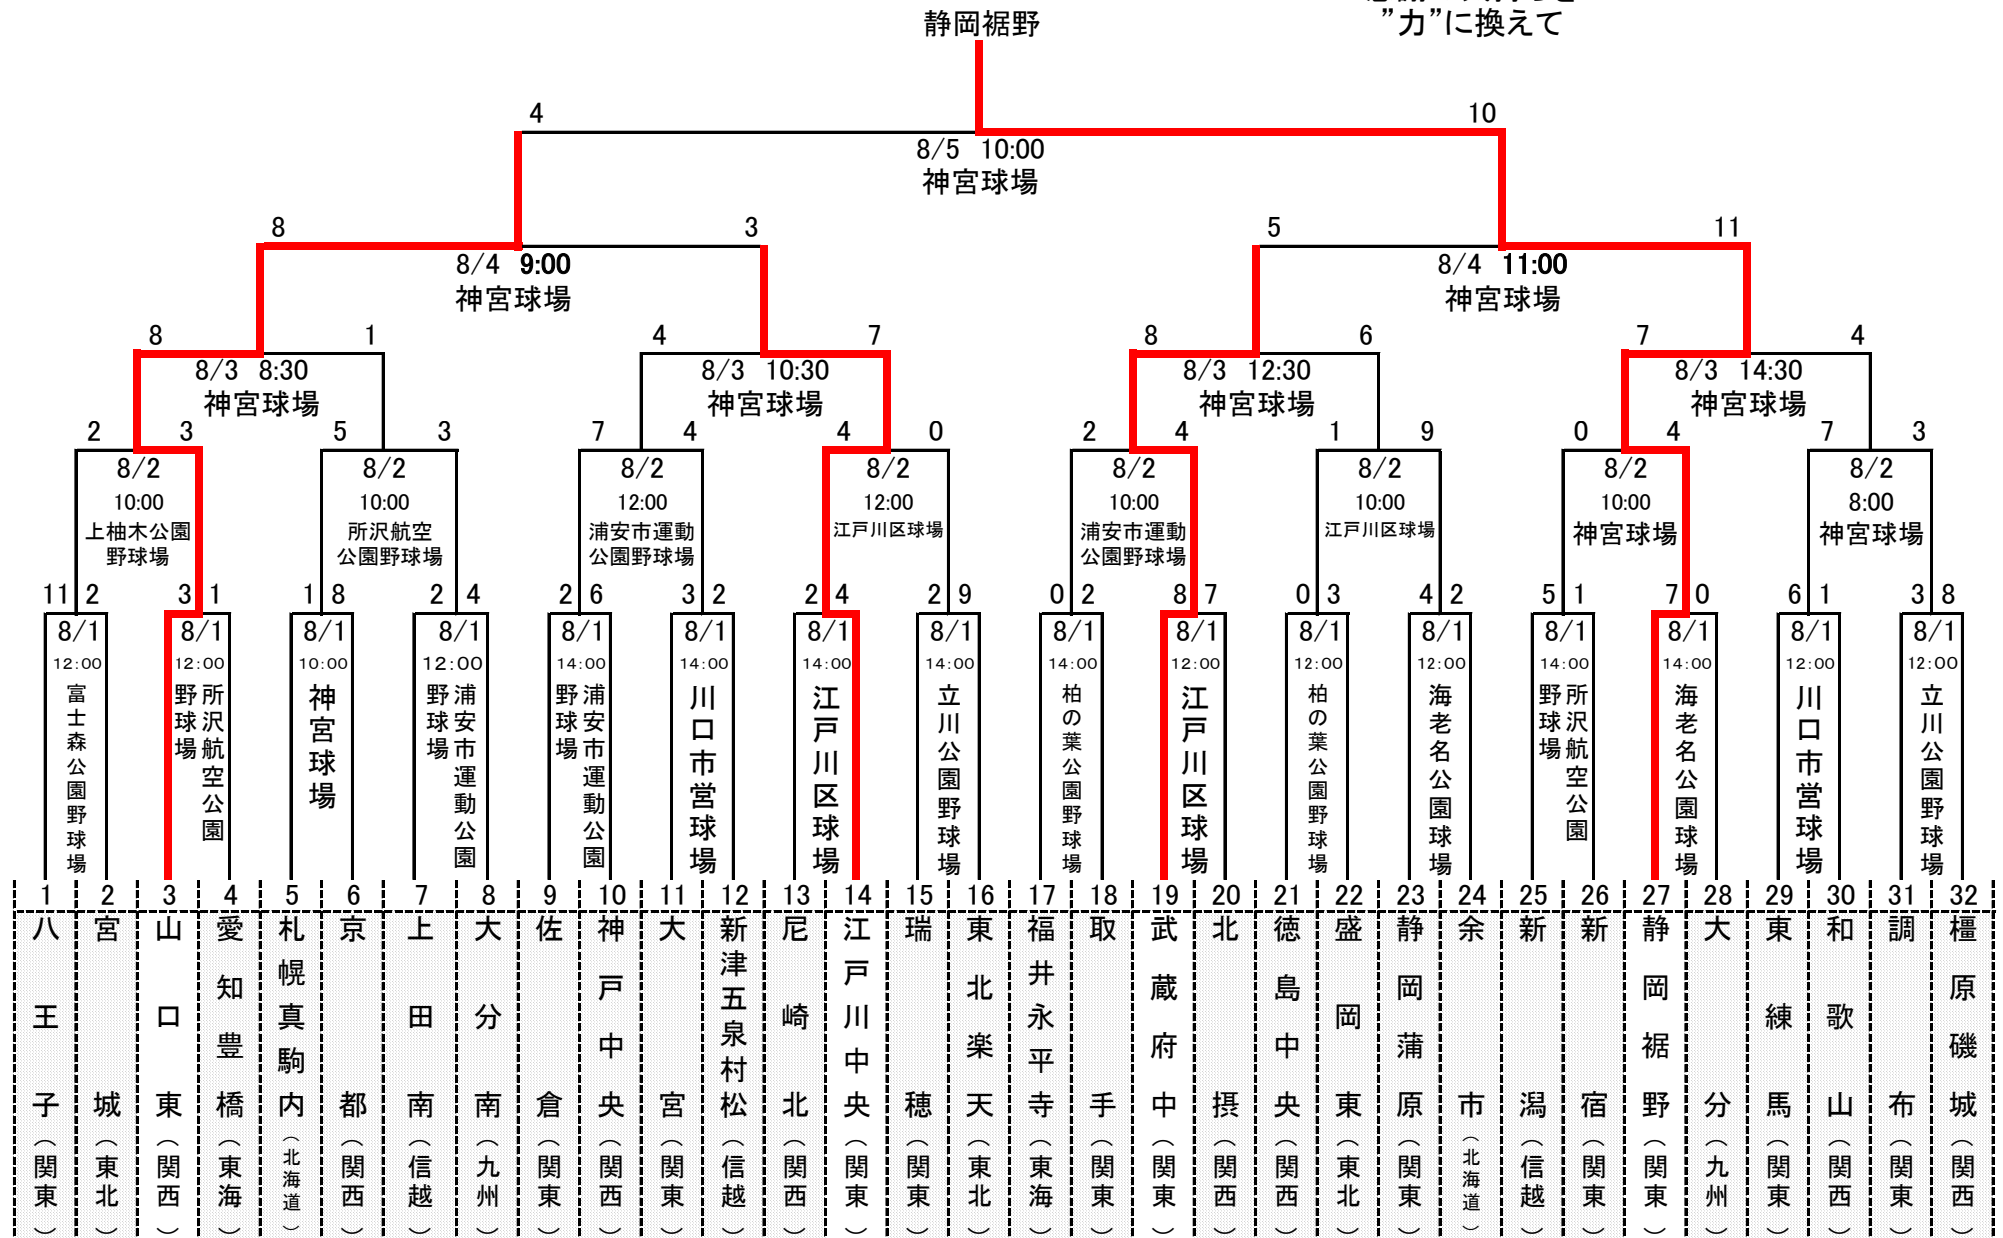 静岡裾野
”力”に換えて
4 10
8/5 10:00
神宮球場
8 3 5 11
8/4 9:00 8/4 11:00
神宮球場 神宮球場
8 1 4 7 8 6 7 4
8/3 8:30 8/3 10:30 8/3 12:30 8/3 14:30
神宮球場 神宮球場 神宮球場 神宮球場
2 3 5 3 7 4 4 0 2 4 1 9 0 4 7 3
8/2 8/2 8/2 8/2 8/2 8/2 8/2 8/2
10:00 10:00 12:00 12:00 10:00 10:00 10:00 8:00
上柚木公園 所沢航空 浦安市運動 江戸川区球場 浦安市運動 江戸川区球場 神宮球場 神宮球場
野球場 公園野球場 公園野球場 公園野球場
11 2 3 1 1 8 2 4 2 6 3 2 2 4 2 9 0 2 8 7 0 3 4 2 5 1 7 0 6 1 3 8
8/1 8/1 8/1 8/1 8/1 8/1 8/1 8/1 8/1 8/1 8/1 8/1 8/1 8/1 8/1 8/1
12:00 12:00 10:00 12:00 14:00 14:00 14:00 14:00 14:00 12:00 12:00 12:00 14:00 14:00 12:00 12:00
富士森公園野球場
所沢航空公園
野球場
神宮球場
浦安市運動公園
野球場
浦安市運動公園
野球場
川口市営球場
江戸川区球場
立川公園野球場
柏の葉公園野球場
江戸川区球場
柏の葉公園野球場
海老名公園球場
所沢航空公園
野球場
海老名公園球場
川口市営球場
立川公園野球場
1 八王子（関東）
2 宮城（東北）
3 山口東（関西）
4 愛知豊橋（東海）
5 札幌真駒内（北海道）
6 京都（関西）
7 上田南（信越）
8 大分南（九州）
9 佐倉（関東）
10 神戸中央（関西）
11 大宮（関東）
12 新津五泉村松（信越）
13 尼崎北（関西）
14 江戸川中央（関東）
15 瑞穂（関東）
16 東北楽天（東北）
17 福井永平寺（東海）
18 取手（関東）
19 武蔵府中（関東）
20 北摂（関西）
21 徳島中央（関西）
22 盛岡東（東北）
23 静岡蒲原（関東）
24 余市（北海道）
25 新潟（信越）
26 新宿（関東）
27 静岡裾野（関東）
28 大分（九州）
29 東練馬（関東）
30 和歌山（関西）
31 調布（関東）
32 橿原磯城（関西）